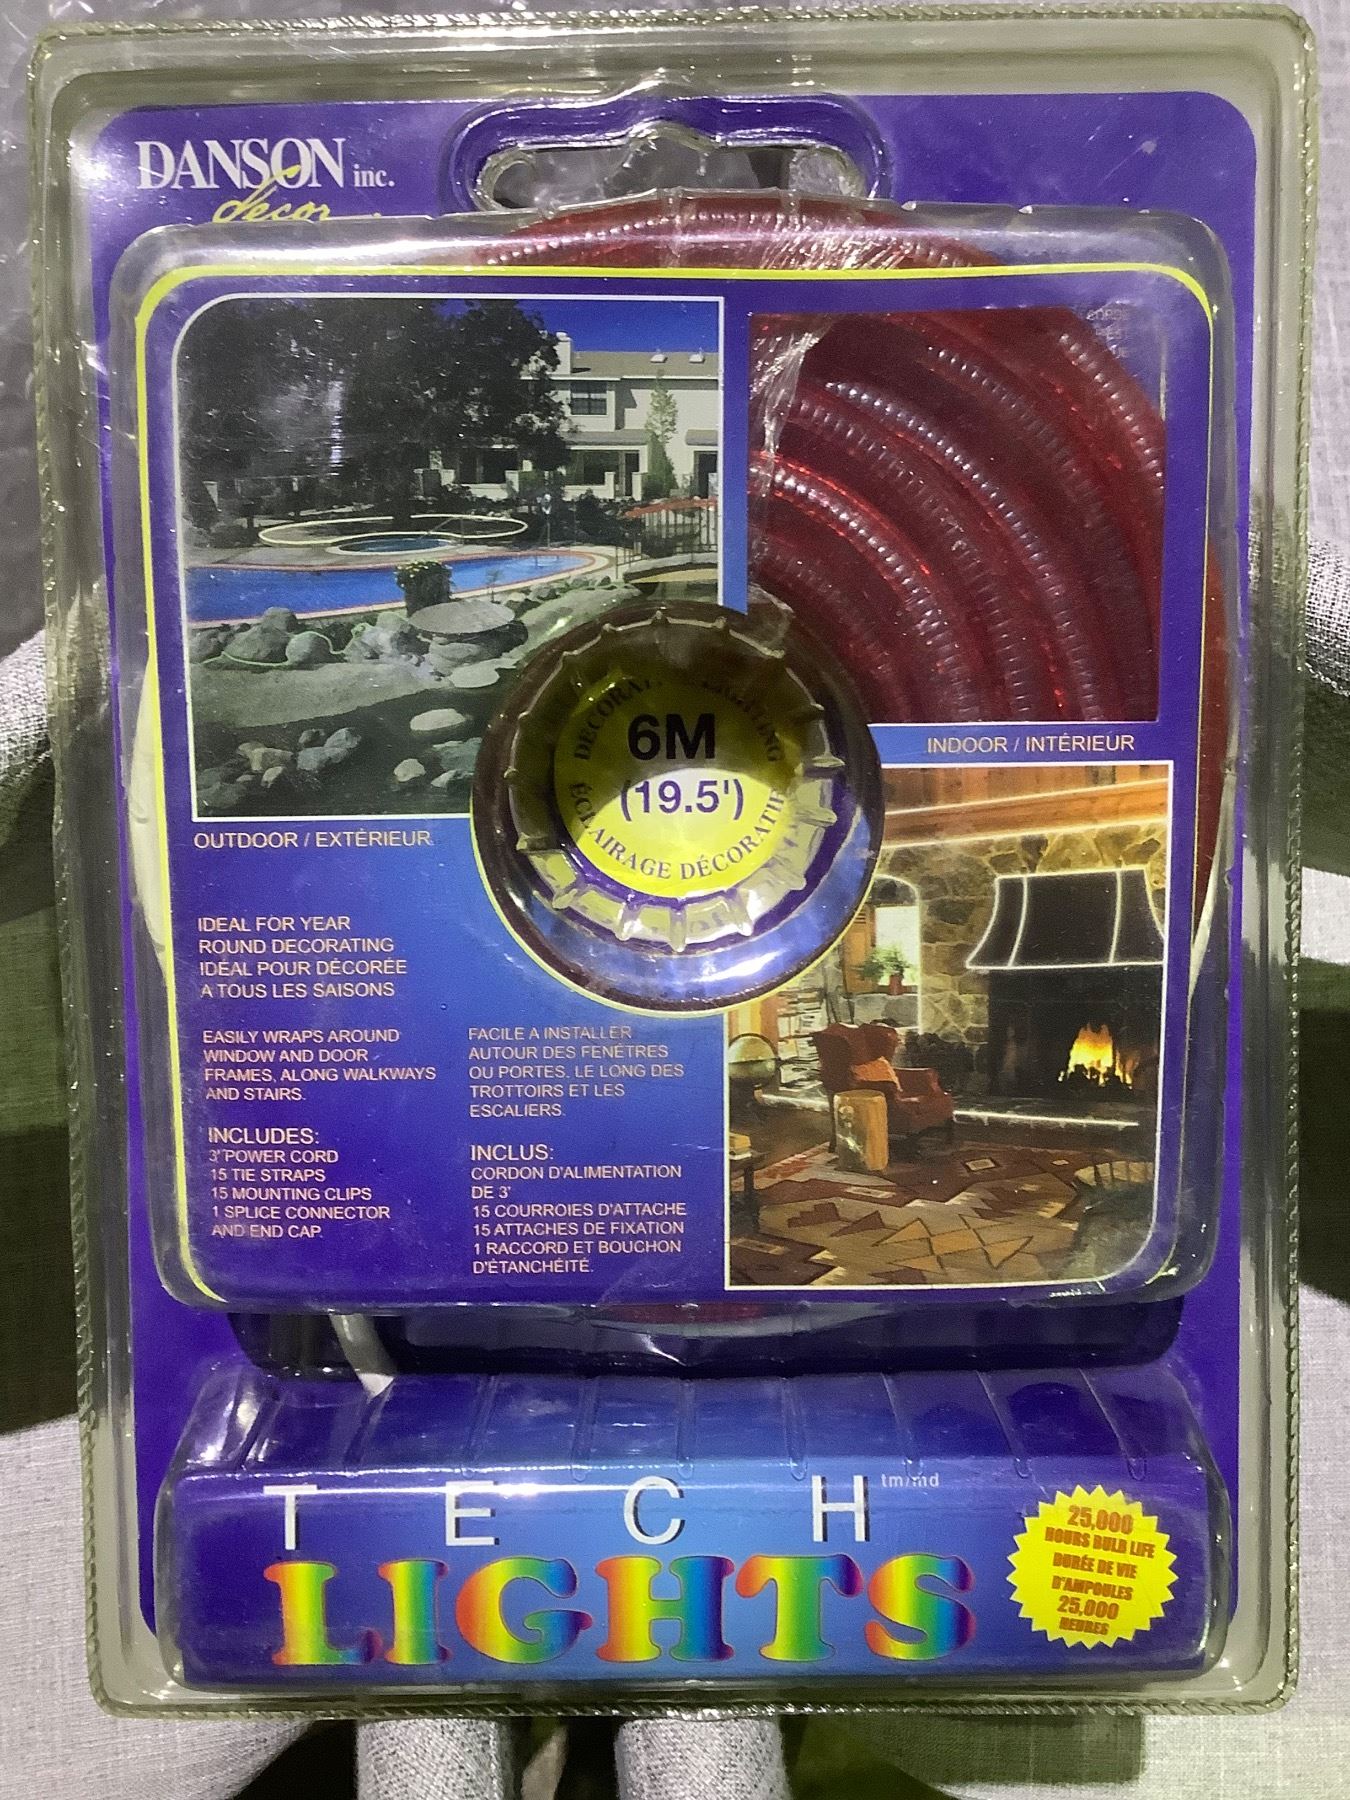 DANSON inc.
decor
OUTDOOR / EXTÉRIEUR
DECORAT LIGHTING
6M
(19.5')
ÉCLAIRAGE DÉCORATIF
INDOOR / INTÉRIEUR
IDEAL FOR YEAR
ROUND DECORATING
IDÉAL POUR DÉCORÉE
A TOUS LES SAISONS
EASILY WRAPS AROUND
WINDOW AND DOOR
FRAMES, ALONG WALKWAYS
AND STAIRS.
INCLUDES:
3' POWER CORD
15 TIE STRAPS
15 MOUNTING CLIPS
1 SPLICE CONNECTOR
AND END CAP.
FACILE A INSTALLER
AUTOUR DES FENÉTRES
OU PORTES, LE LONG DES
TROTTOIRS ET LES
ESCALIERS.
INCLUS:
CORDON D'ALIMENTATION
DE 3'
15 COURROIES D'ATTACHE
15 ATTACHES DE FIXATION
1 RACCORD ET BOUCHON
D'ÉTANCHÉITÉ.
TECH tm/md
LIGHTS
25,000
HOURS BULB LIFE
DURÉE DE VIE
D'AMPOULES
25,000
HEURES